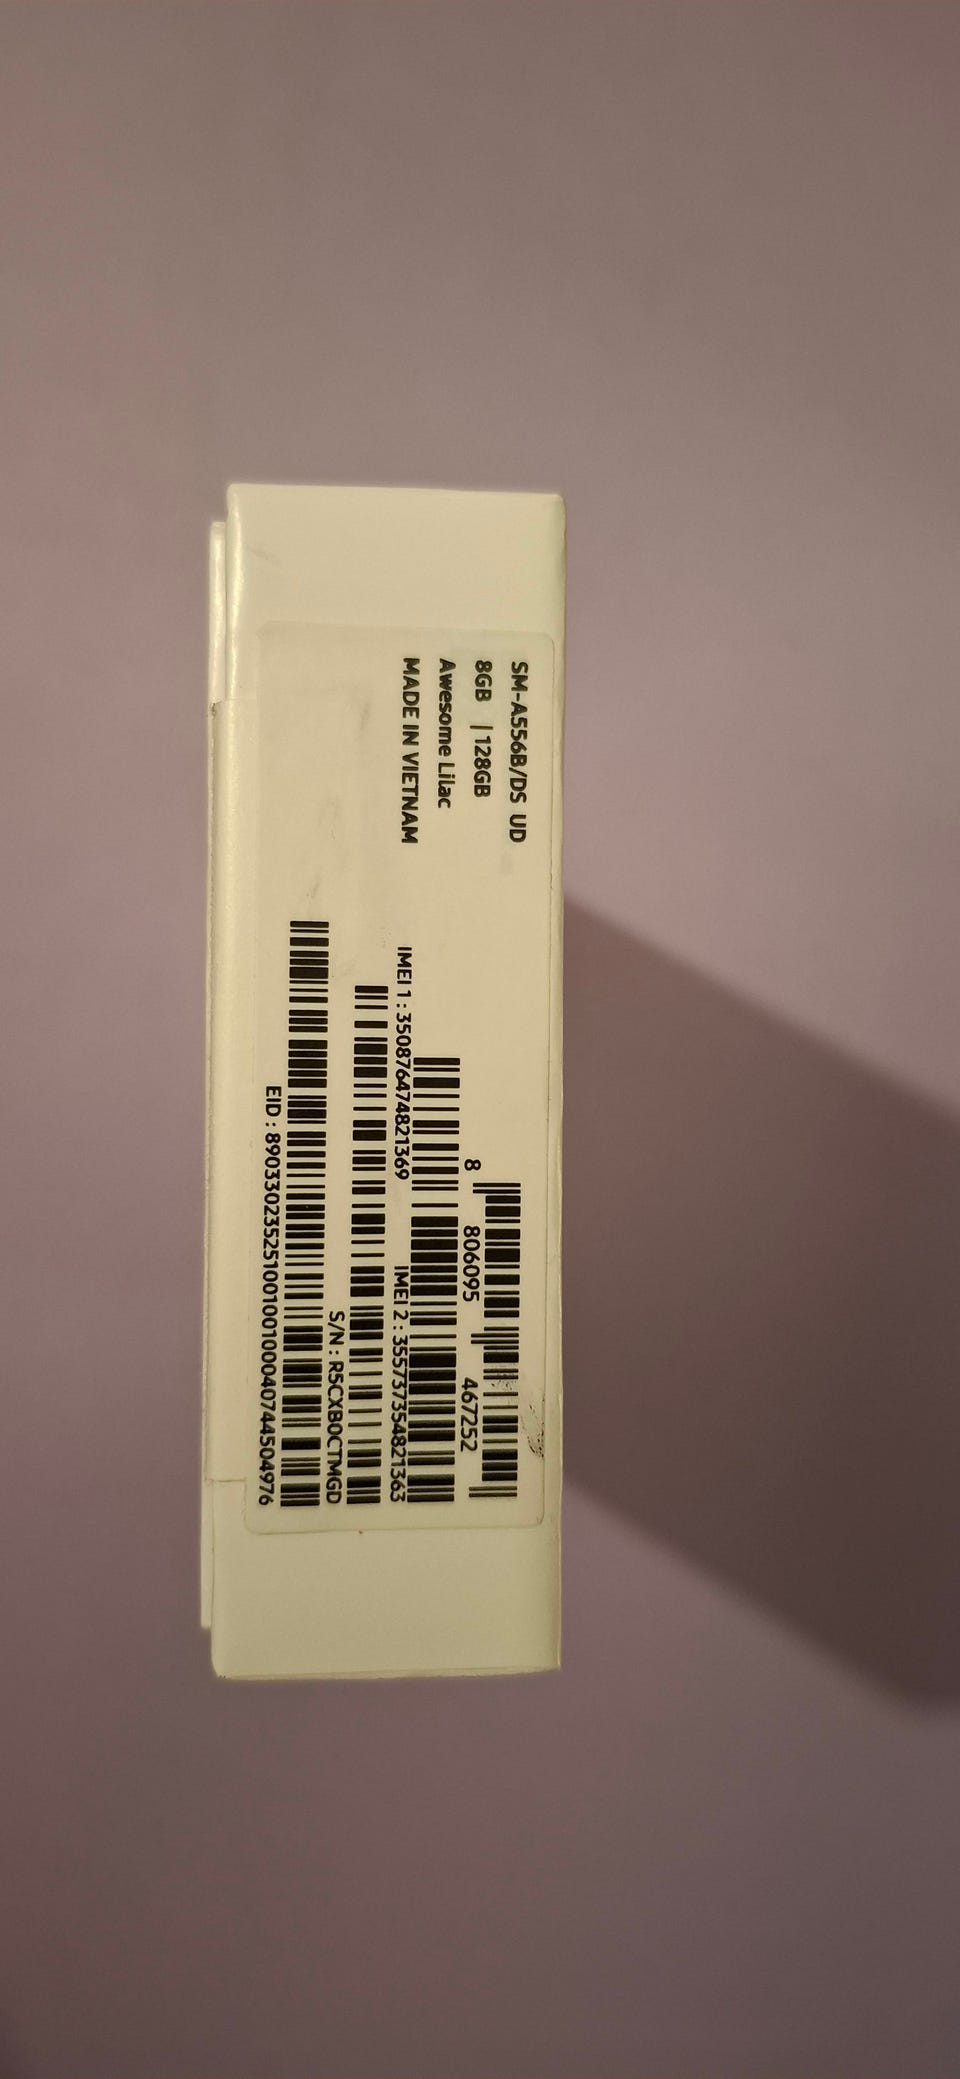 SM-A556B/DS UD
8GB | 128GB
Awesome Lilac
MADE IN VIETNAM
8 806095 467252
IMEI 1 : 350876474821369 IMEI 2 : 355737354821363
S/N : R5CXB0CTMGD
EID : 89033023525100100100040744504976